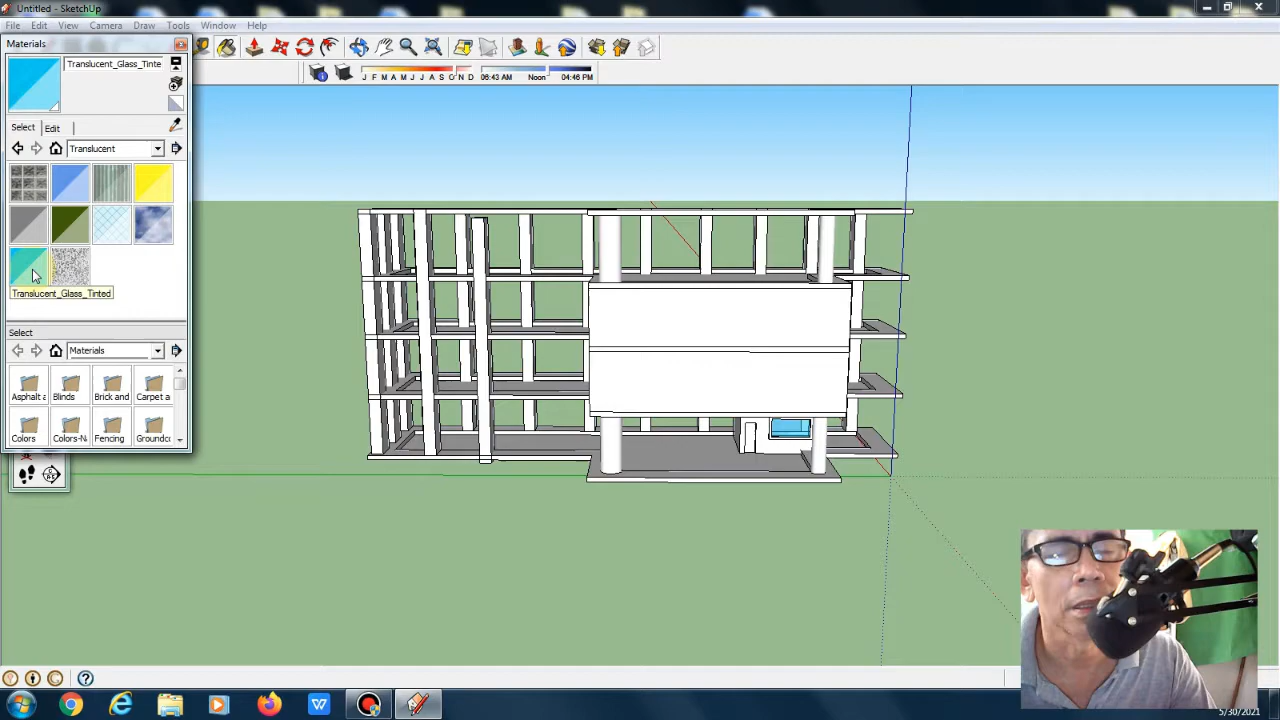 Untitled - SketchUp
File Edit View Camera Draw Tools Window Help
Materials
Translucent_Glass_Tinte
J F M A M J J A S O N D 06:43 AM Noon 04:46 PM
Select Edit
Translucent
Translucent_Glass_Tinted
Select
Materials
Asphalt a Blinds Brick and Carpet a
Colors Colors-N Fencing Groundc
5/30/2021